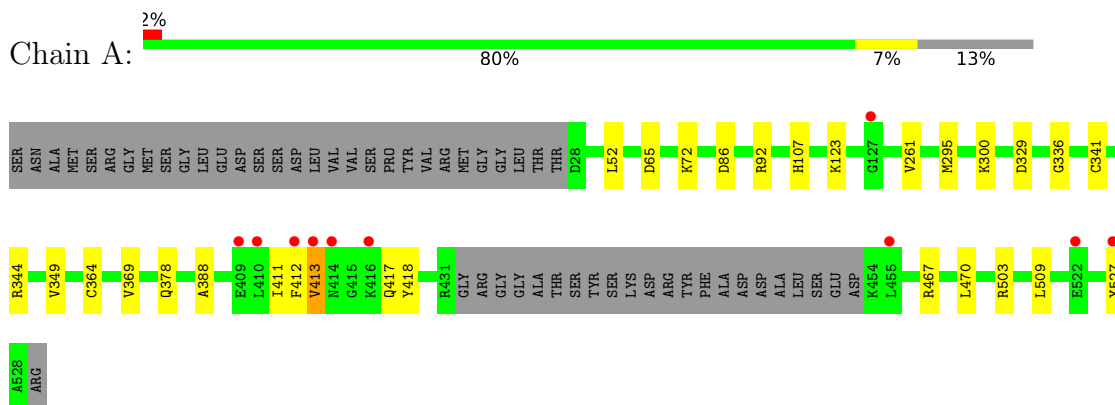 2%
Chain A:
80% 7% 13%
SER ASN ALA MET SER ARG GLY MET SER GLY LEU GLU ASP SER SER ASP LEU VAL VAL SER PRO TYR VAL ARG MET GLY GLY LEU THR THR D28 L52 D65 K72 D86 R92 H107 K123 G127 V261 M295 K300 D329 G336 C341
R344 V349 C364 V369 Q378 A388 E409 L410 I411 F412 V413 N414 G415 K416 Q417 Y418 R431 GLY ARG GLY GLY ALA THR SER TYR SER LYS ASP ASP ARG TYR PHE ALA ASP ASP ALA LEU SER GLU ASP K454 L455 R467 L470 R503 L509 E522
A528 ARG